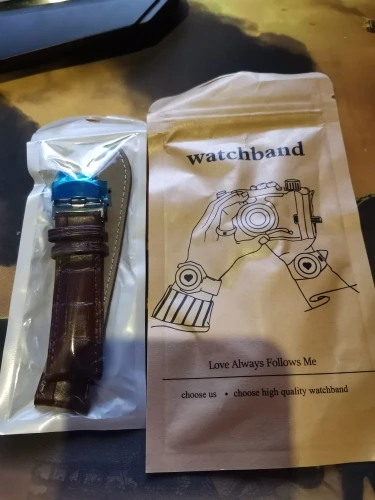 watchband
Love Always Follows Me
choose us • choose high quality watchband